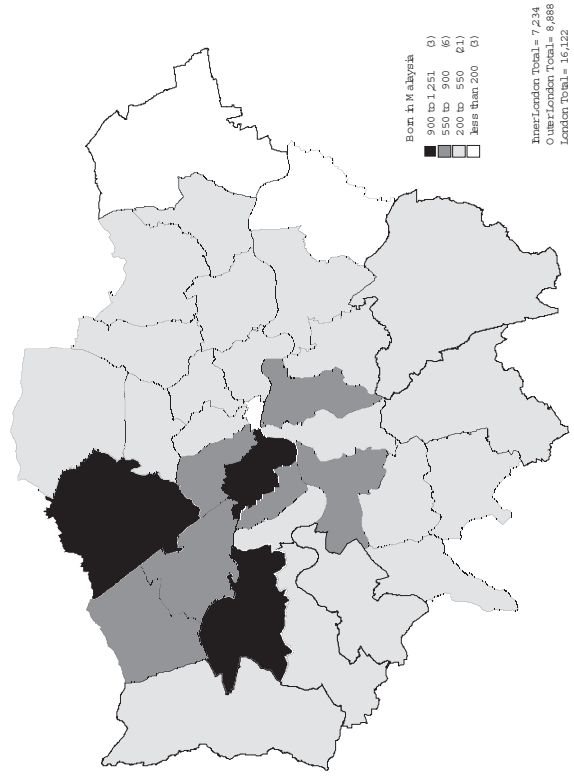 Born in Malaysia
900 to 1,251 (3)
550 to 900 (6)
200 to 550 (21)
less than 200 (3)
Inner London Total = 7,234
Outer London Total = 8,888
London Total = 16,122